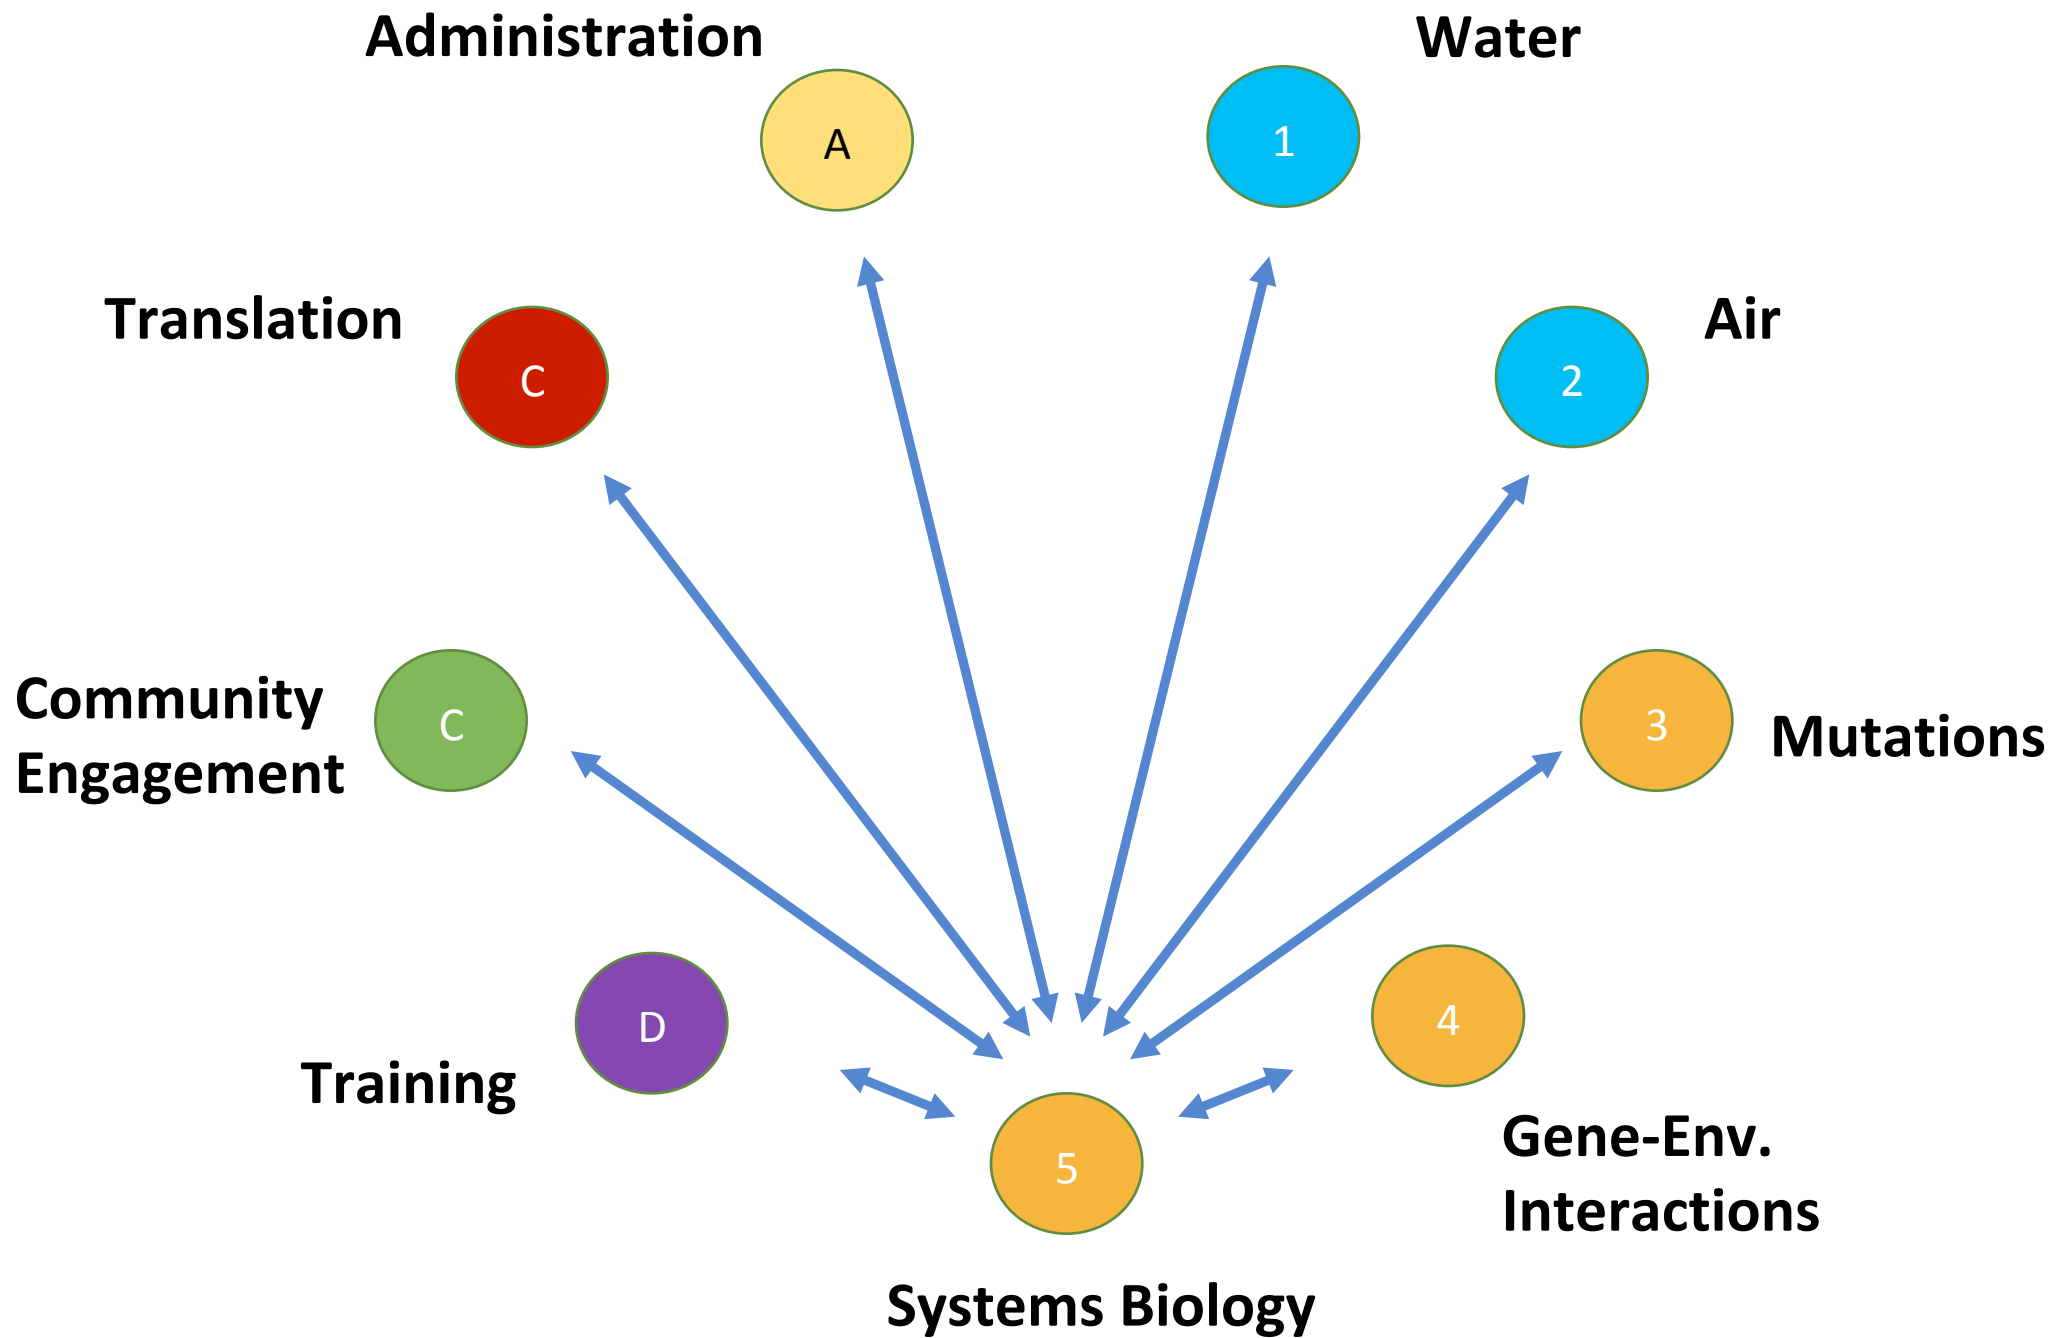 Administration
Water
A
1
Translation
Air
C
2
Community
Engagement
C
3
Mutations
D
4
Training
Gene-Env.
Interactions
5
Systems Biology